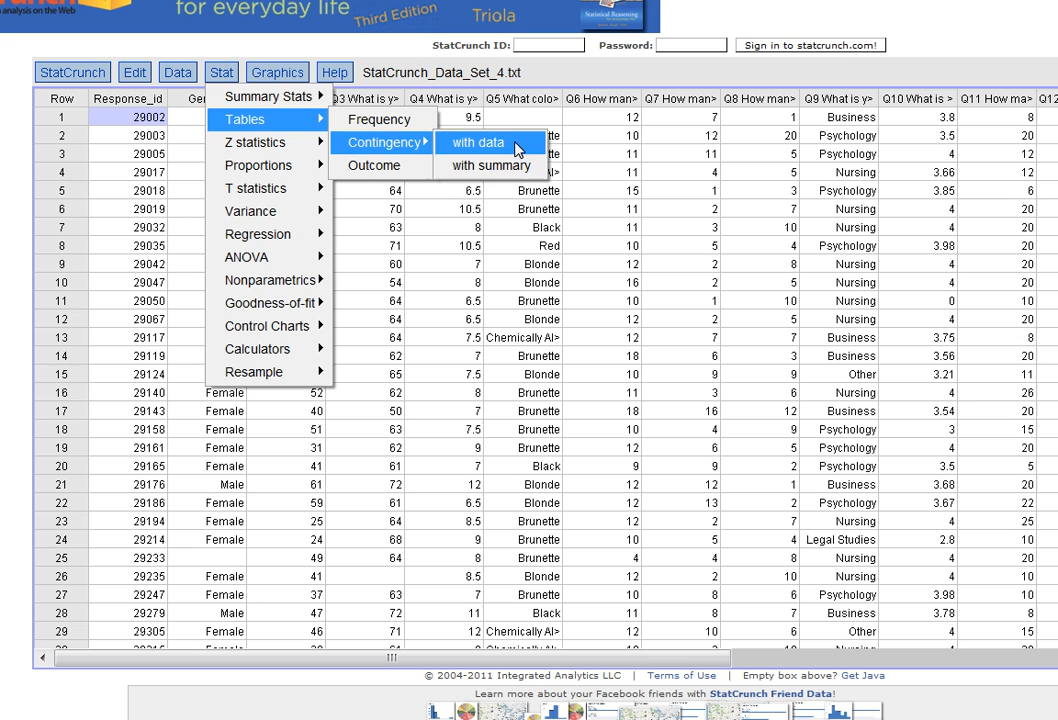 for everyday life Third Edition Triola
analysis on the Web
Statistical Reasoning
StatCrunch ID: Password: Sign in to statcrunch.com!
StatCrunch Edit Data Stat Graphics Help StatCrunch_Data_Set_4.txt
Summary Stats
Tables
Z statistics
Proportions
T statistics
Variance
Regression
ANOVA
Nonparametrics
Goodness-of-fit
Control Charts
Calculators
Resample
Frequency
Contingency
Outcome
with data
with summary
Row Response_id Gen Q3 What is y> Q4 What is y> Q5 What colo> Q6 How man> Q7 How man> Q8 How man> Q9 What is y> Q10 What is > Q11 How ma> Q12
1 29002 9.5 12 7 1 Business 3.8 8
2 29003 tte 10 12 20 Psychology 3.5 20
3 29005 tte 11 11 5 Psychology 4 12
4 29017 Al> 11 4 5 Nursing 3.66 12
5 29018 64 6.5 Brunette 15 1 3 Psychology 3.85 6
6 29019 70 10.5 Brunette 11 2 7 Nursing 4 20
7 29032 63 8 Black 11 3 10 Nursing 4 20
8 29035 71 10.5 Red 10 5 4 Psychology 3.98 20
9 29042 60 7 Blonde 12 2 8 Nursing 4 20
10 29047 54 8 Blonde 16 2 5 Nursing 4 20
11 29050 64 6.5 Brunette 10 1 10 Nursing 0 10
12 29067 64 6.5 Blonde 12 2 5 Nursing 4 20
13 29117 64 7.5 Chemically Al> 12 7 7 Business 3.75 8
14 29119 62 7 Brunette 18 6 3 Business 3.56 20
15 29124 65 7.5 Blonde 10 9 9 Other 3.21 11
16 29140 Female 52 62 8 Brunette 11 3 6 Nursing 4 26
17 29143 Female 40 50 7 Brunette 18 16 12 Business 3.54 20
18 29158 Female 51 63 7.5 Brunette 10 4 9 Psychology 3 15
19 29161 Female 31 62 9 Brunette 12 6 5 Psychology 4 20
20 29165 Female 41 61 7 Black 9 9 2 Psychology 3.5 5
21 29176 Male 61 72 12 Blonde 12 12 1 Business 3.68 20
22 29186 Female 59 61 6.5 Blonde 12 13 2 Psychology 3.67 22
23 29194 Female 25 64 8.5 Brunette 12 2 7 Nursing 4 25
24 29214 Female 24 68 9 Brunette 10 5 4 Legal Studies 2.8 10
25 29233 49 64 8 Brunette 4 4 8 Nursing 4 20
26 29235 Female 41 8.5 Blonde 12 2 10 Nursing 4 10
27 29247 Female 37 63 7 Brunette 10 8 6 Psychology 3.98 10
28 29279 Male 47 72 11 Black 11 8 7 Business 3.78 8
29 29305 Female 46 71 12 Chemically Al> 12 10 6 Other 4 15
© 2004-2011 Integrated Analytics LLC | Terms of Use | Empty box above? Get Java
Learn more about your Facebook friends with StatCrunch Friend Data!